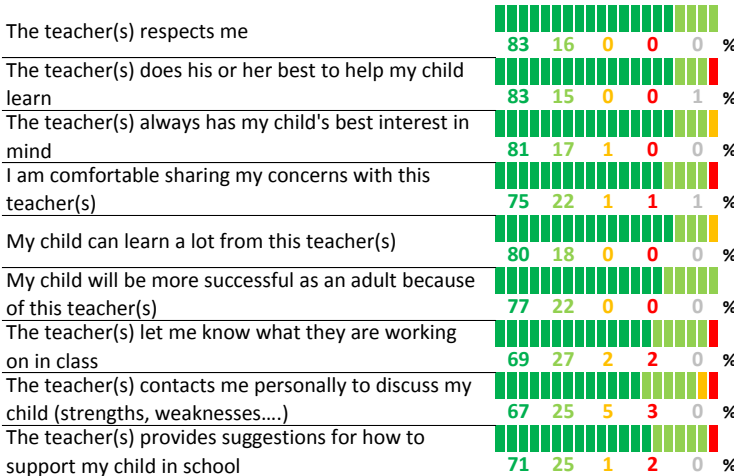 The teacher(s) respects me
83 16 0 0 0 %
The teacher(s) does his or her best to help my child
learn
83 15 0 0 1 %
The teacher(s) always has my child's best interest in
mind
81 17 1 0 0 %
I am comfortable sharing my concerns with this
teacher(s)
75 22 1 1 1 %
My child can learn a lot from this teacher(s)
80 18 0 0 0 %
My child will be more successful as an adult because
of this teacher(s)
77 22 0 0 0 %
The teacher(s) let me know what they are working
on in class
69 27 2 2 0 %
The teacher(s) contacts me personally to discuss my
child (strengths, weaknesses....)
67 25 5 3 0 %
The teacher(s) provides suggestions for how to
support my child in school
71 25 1 2 0 %